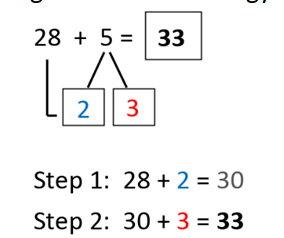 28 + 5 = 33
2 3
Step 1: 28 + 2 = 30
Step 2: 30 + 3 = 33